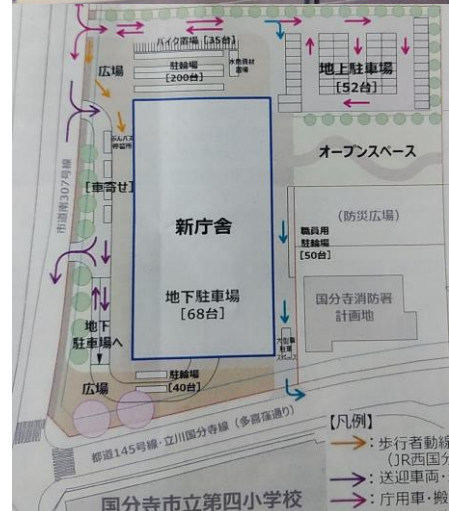 バイク置場 [35台]
広場
駐輪場
[200台]
地上駐車場
[52台]
ぶんバス
停留所
オープンスペース
市道南307号線
[車寄せ]
新庁舎
(防災広場)
職員用
駐輪場
[50台]
地下駐車場
[68台]
国分寺消防署
計画地
地下
駐車場へ
駐輪場
[40台]
広場
都道145号線・立川国分寺線 (多喜窪通り)
【凡例】
：歩行者動線
(JR西国分
：送迎車両・
：庁用車・搬
国分寺市立第四小学校